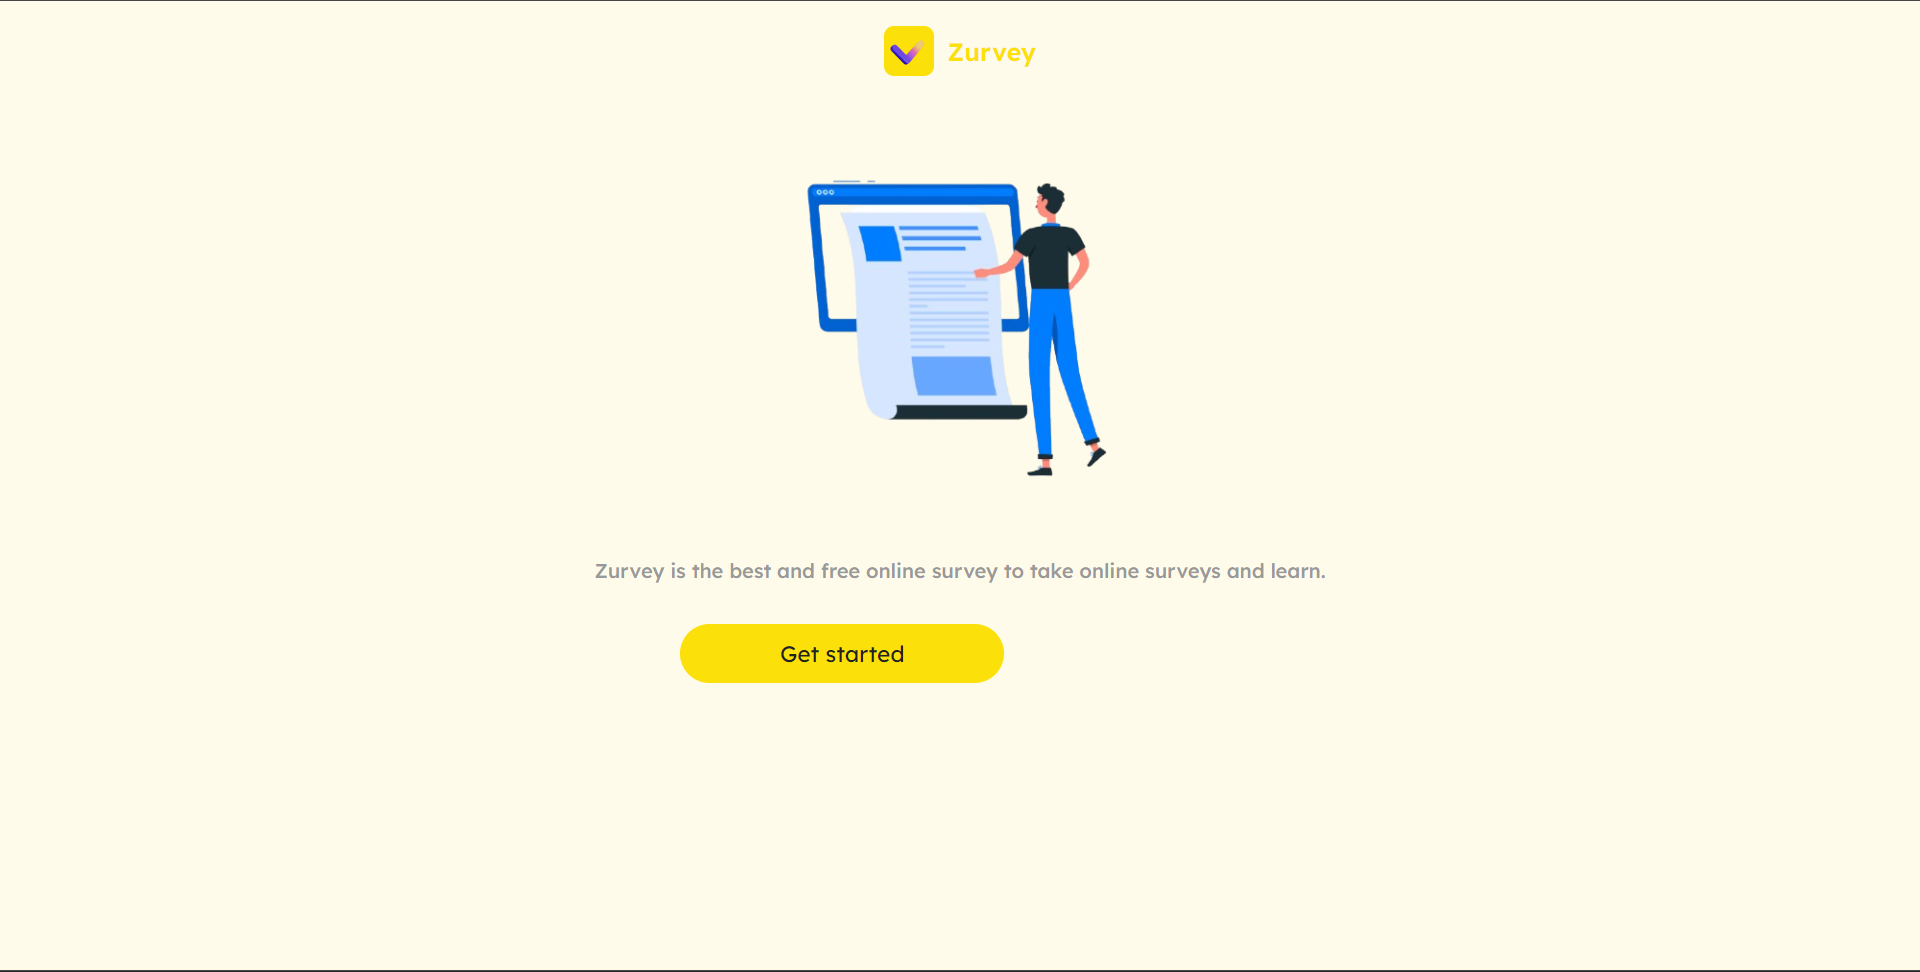 Zurvey
Zurvey is the best and free online survey to take online surveys and learn.
Get started